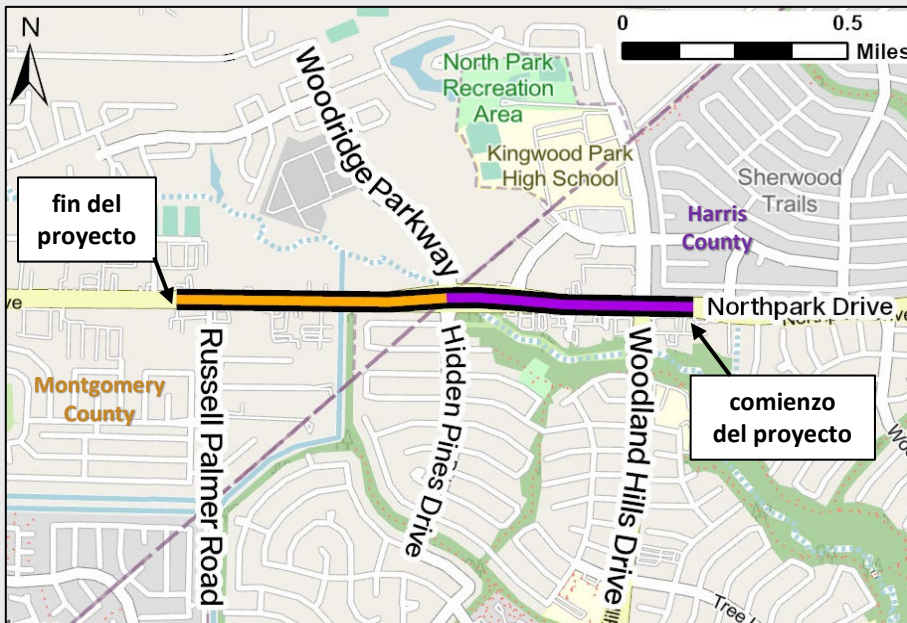 N
0
0.5
Miles
North Park
Recreation
Area
Woodridge Parkway
Kingwood Park
High School
Sherwood
Trails
fin del
proyecto
Harris
County
Northpark Drive
Russell Palmer Road
Hidden Pines Drive
Woodland Hills Drive
Montgomery
County
comienzo
del proyecto